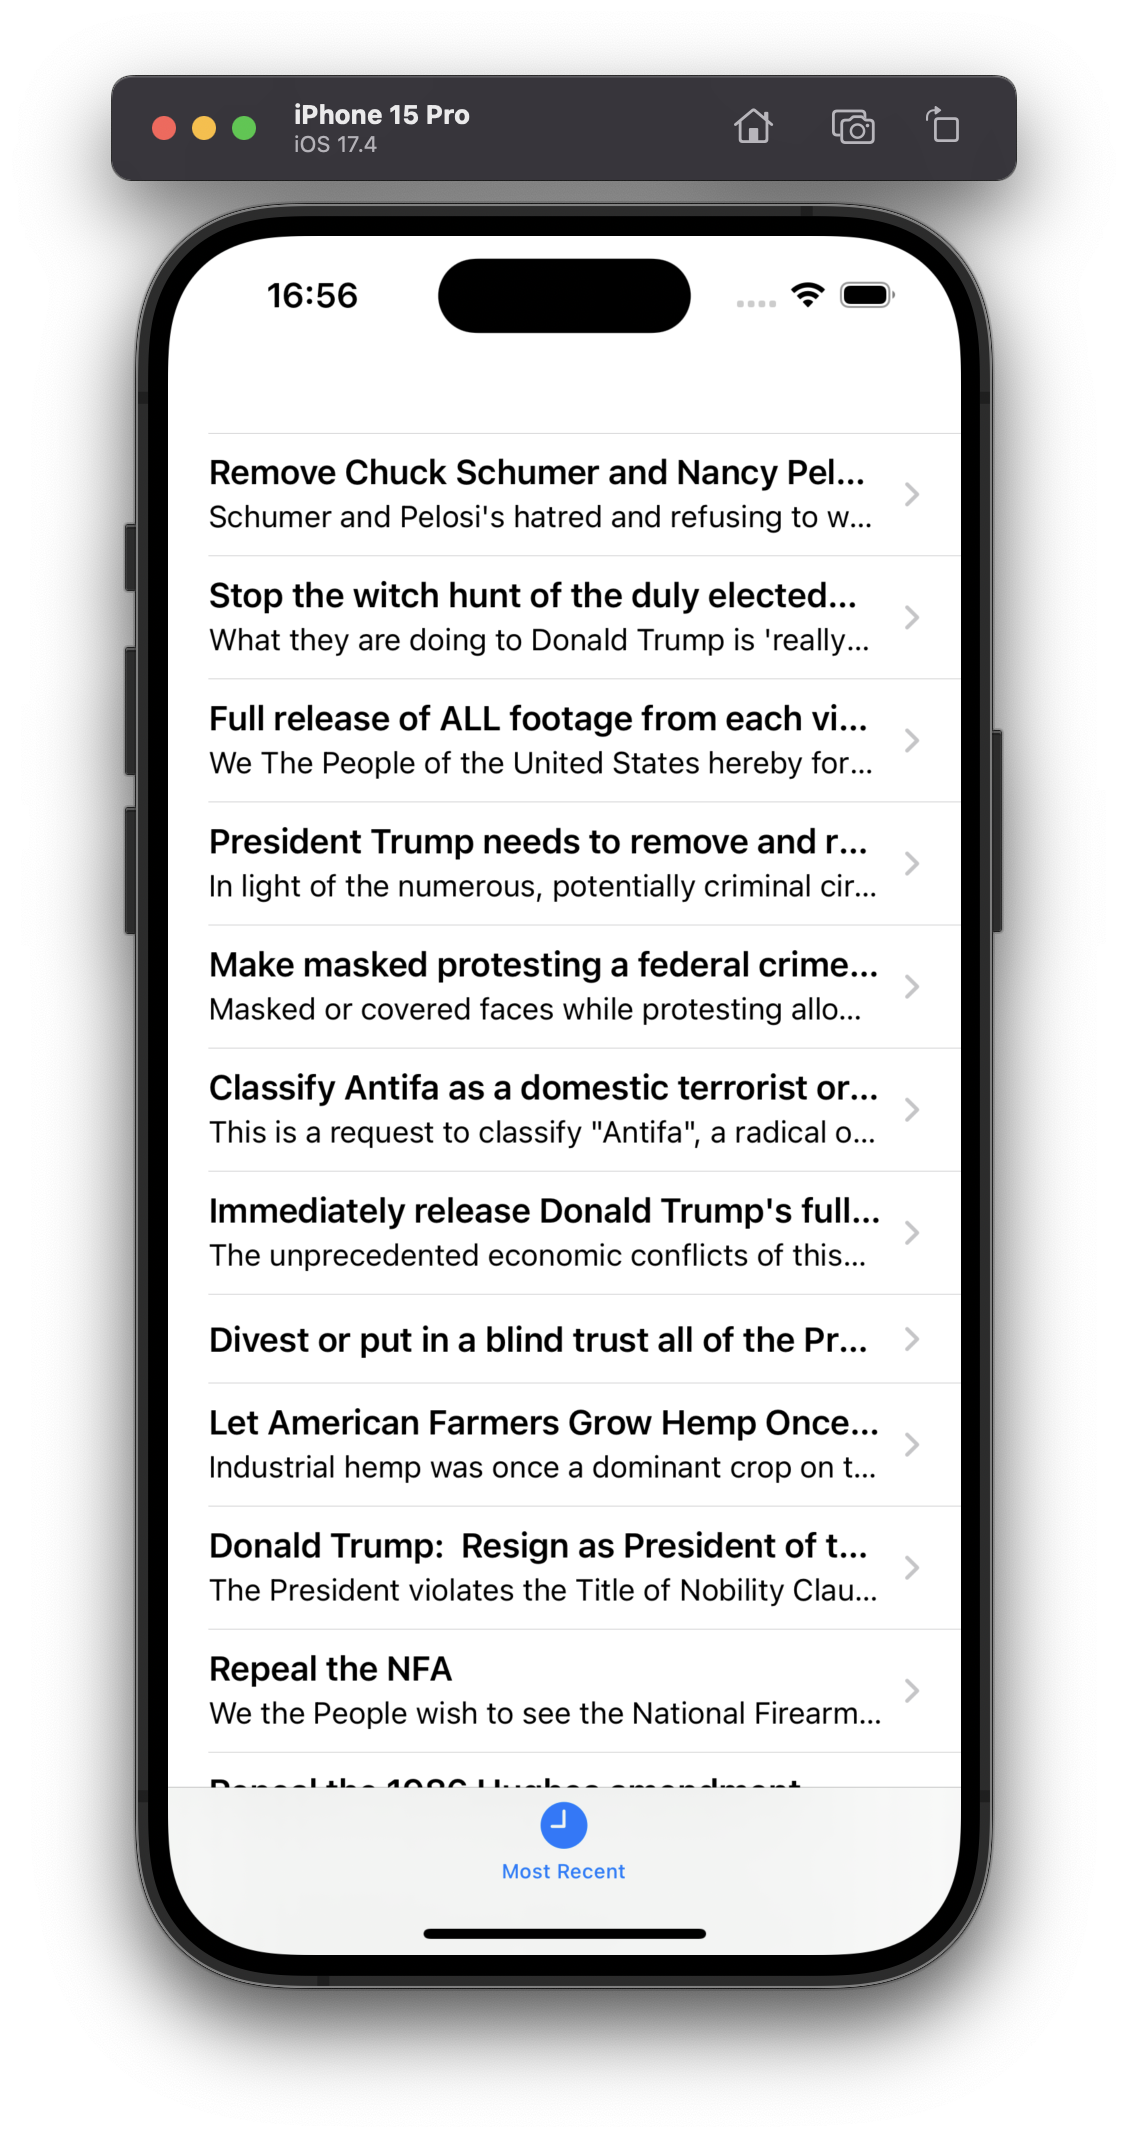 iPhone 15 Pro
iOS 17.4
16:56
Remove Chuck Schumer and Nancy Pel...
Schumer and Pelosi's hatred and refusing to w...
Stop the witch hunt of the duly elected...
What they are doing to Donald Trump is 'really...
Full release of ALL footage from each vi...
We The People of the United States hereby for...
President Trump needs to remove and r...
In light of the numerous, potentially criminal cir...
Make masked protesting a federal crime...
Masked or covered faces while protesting allo...
Classify Antifa as a domestic terrorist or...
This is a request to classify "Antifa", a radical o...
Immediately release Donald Trump's full...
The unprecedented economic conflicts of this...
Divest or put in a blind trust all of the Pr...
Let American Farmers Grow Hemp Once...
Industrial hemp was once a dominant crop on t...
Donald Trump:  Resign as President of t...
The President violates the Title of Nobility Clau...
Repeal the NFA
We the People wish to see the National Firearm...
Repeal the 1986 Hughes amendment
Most Recent